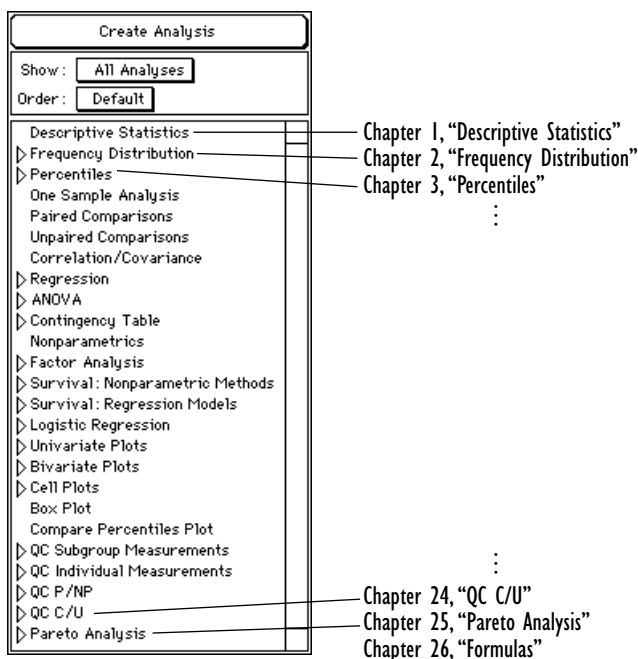 Create Analysis
Show: All Analyses
Order: Default
Descriptive Statistics
Frequency Distribution
Percentiles
One Sample Analysis
Paired Comparisons
Unpaired Comparisons
Correlation/Covariance
Regression
ANOVA
Contingency Table
Nonparametrics
Factor Analysis
Survival: Nonparametric Methods
Survival: Regression Models
Logistic Regression
Univariate Plots
Bivariate Plots
Cell Plots
Box Plot
Compare Percentiles Plot
QC Subgroup Measurements
QC Individual Measurements
QC P/NP
QC C/U
Pareto Analysis
Chapter 1, “Descriptive Statistics”
Chapter 2, “Frequency Distribution”
Chapter 3, “Percentiles”
⋮
⋮
Chapter 24, “QC C/U”
Chapter 25, “Pareto Analysis”
Chapter 26, “Formulas”